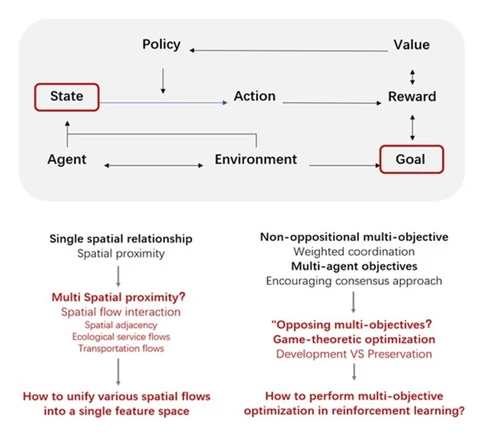 Policy
Value
State
Action
Reward
Agent
Environment
Goal
Single spatial relationship
Spatial proximity
Multi Spatial proximity?
Spatial flow interaction
Spatial adjacency
Ecological service flows
Transportation flows
How to unify various spatial flows
into a single feature space
Non-oppositional multi-objective
Weighted coordination
Multi-agent objectives
Encouraging consensus approach
"Opposing multi-objectives?
Game-theoretic optimization
Development VS Preservation
How to perform multi-objective
optimization in reinforcement learning?